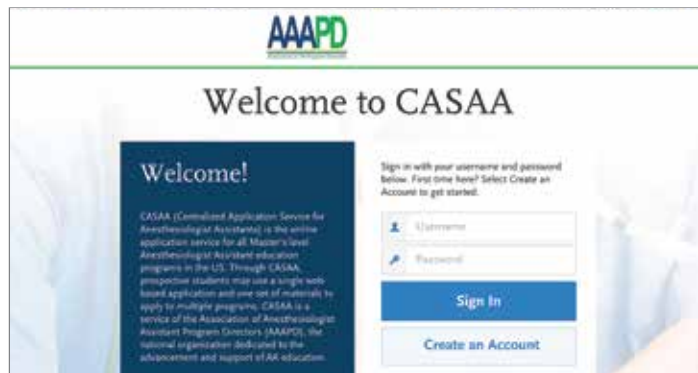 AAAPD
Welcome to CASAA
Welcome!
CASAA (Centralized Application Service for
Anesthesiologist Assistants) is the online
application service for all Master's level
Anesthesiologist Assistant education
programs in the US. Through CASAA,
prospective students may use a single web-
based application and one set of materials to
apply to multiple programs. CASAA is a
service of the Association of Anesthesiologist
Assistant Program Directors (AAAPD), the
national organization dedicated to the
advancement and support of AA education.
Sign in with your username and password
below. First time here? Select Create an
Account to get started.
Username
Password
Sign In
Create an Account